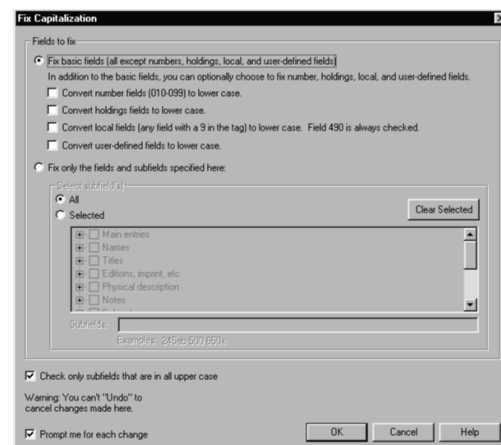 Fix Capitalization
Fields to fix
Fix basic fields (all except numbers, holdings, local, and user-defined fields)
In addition to the basic fields, you can optionally choose to fix number, holdings, local, and user-defined fields.
Convert number fields (010-099) to lower case.
Convert holdings fields to lower case.
Convert local fields (any field with a 9 in the tag) to lower case. Field 490 is always checked.
Convert user-defined fields to lower case.
Fix only the fields and subfields specified here:
Select subfield(s)
All
Selected
Clear Selected
Main entries
Names
Titles
Editions, imprint, etc.
Physical description
Notes
Subfields:
Examples: 245ab 500 650x
Check only subfields that are in all upper case
Warning: You can't "Undo" to
cancel changes made here.
Prompt me for each change
OK Cancel Help